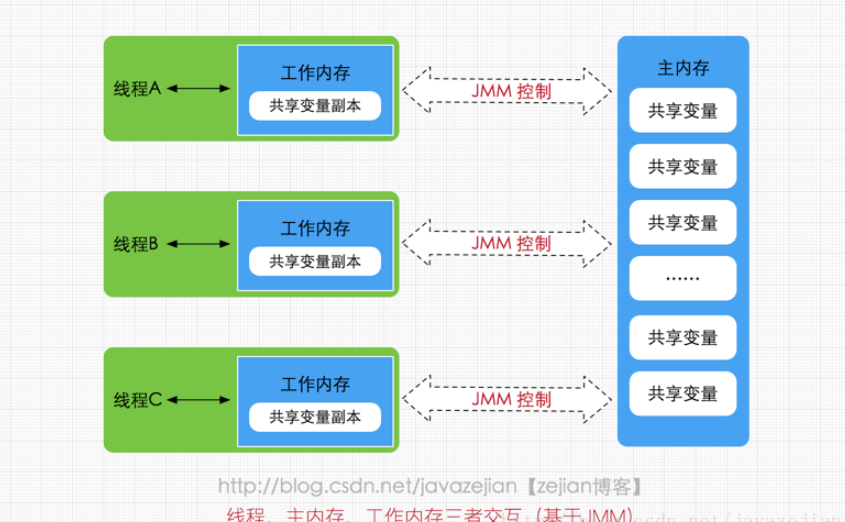 线程A
工作内存
共享变量副本
JMM 控制
主内存
共享变量
共享变量
共享变量
......
共享变量
共享变量
线程B
工作内存
共享变量副本
JMM 控制
线程C
工作内存
共享变量副本
JMM 控制
http://blog.csdn.net/javazejian【zejian博客】
线程、主内存、工作内存三者交互（基于JMM）
csdn.net/javazejian